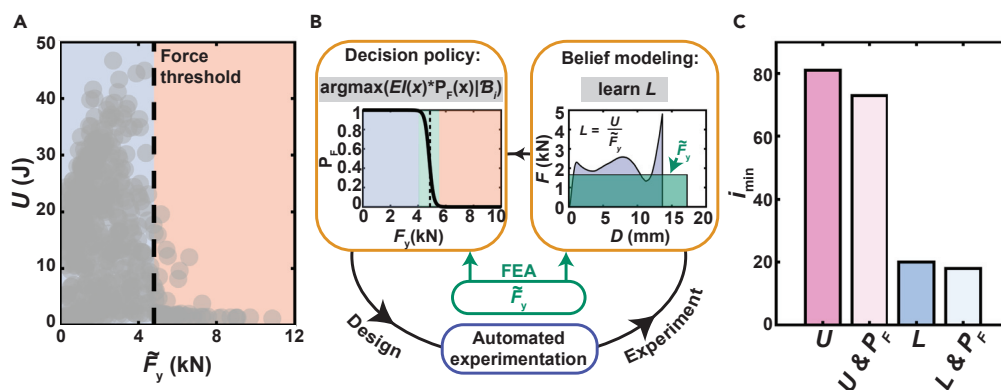 A
50
40
30
20
10
0
U (J)
Force
threshold
0
4
8
12
F̃y (kN)
B
Decision policy:
argmax(EI(x)*PF(x)|Bi)
1
0.8
0.6
0.4
0.2
0
PF
0 2 4 6 8 10
Fy(kN)
Belief modeling:
learn L
5
4
3
2
1
0
F (kN)
L = U/F̃y
F̃y
0 5 10 15 20
D (mm)
FEA
F̃y
Design
Automated
experimentation
Experiment
C
80
60
40
20
0
imin
U
U & PF
L
L & PF